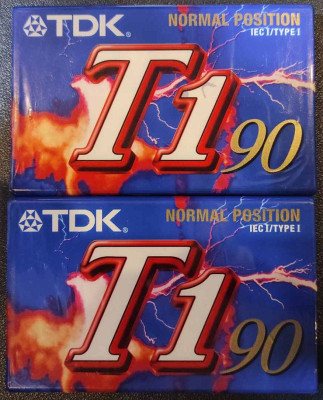 TDK®
NORMAL POSITION
IEC I/TYPE I
T1 90
TDK®
NORMAL POSITION
IEC I/TYPE I
T1 90